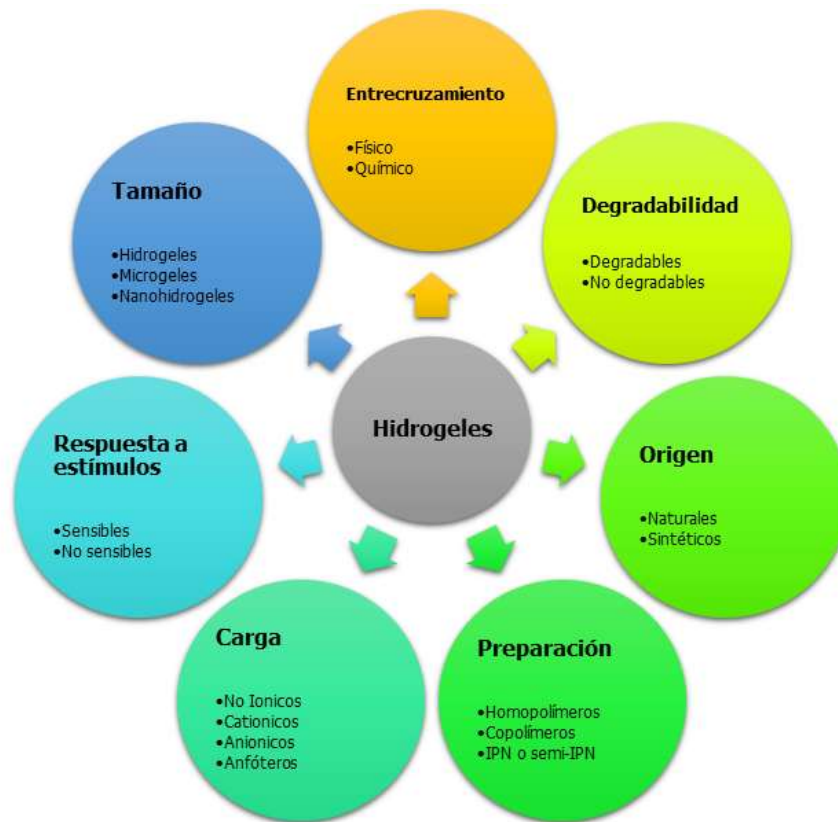 Entrecruzamiento
•Físico
•Químico
Degradabilidad
•Degradables
•No degradables
Origen
•Naturales
•Sintéticos
Preparación
•Homopolímeros
•Copolímeros
•IPN o semi-IPN
Carga
•No Ionicos
•Cationicos
•Anionicos
•Anfóteros
Respuesta a
estímulos
•Sensibles
•No sensibles
Tamaño
•Hidrogeles
•Microgeles
•Nanohidrogeles
Hidrogeles